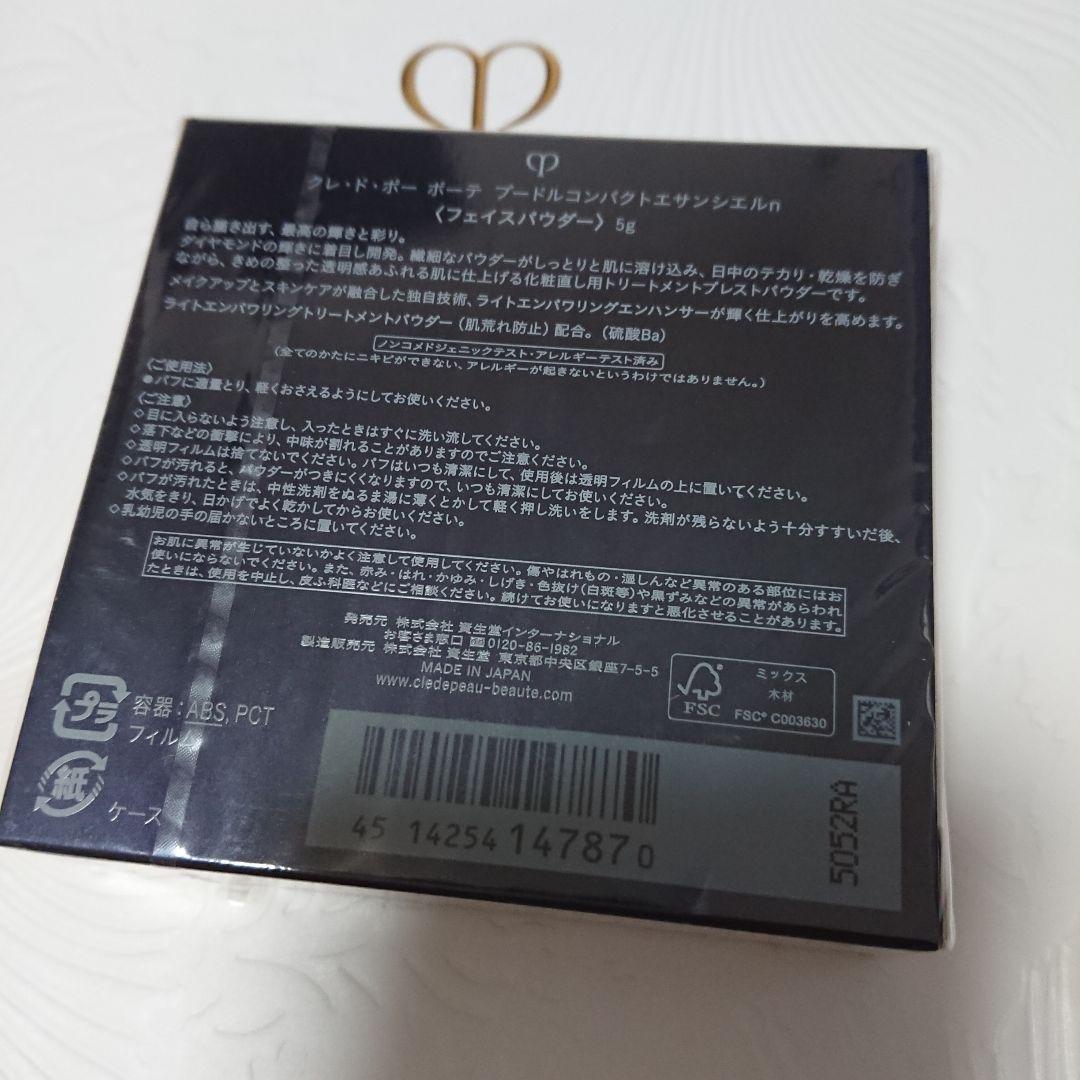 クレ・ド・ポー ボーテ プードルコンパクトエサンシエルn
〈フェイスパウダー〉5g
自ら輝き出す、最高の輝きと彩り。
ダイヤモンドの輝きに着目し開発。繊細なパウダーがしっとりと肌に溶け込み、日中のテカリ・乾燥を防ぎ
ながら、きめの整った透明感あふれる肌に仕上げる化粧直し用トリートメントプレストパウダーです。
メイクアップとスキンケアが融合した独自技術、ライトエンパワリングエンハンサーが輝く仕上がりを高めます。
ライトエンパワリングトリートメントパウダー（肌荒れ防止）配合。（硫酸Ba）
ノンコメドジェニックテスト・アレルギーテスト済み
（全てのかたにニキビができない、アレルギーが起きないというわけではありません。）
〈ご使用法〉
●パフに適量とり、軽くおさえるようにしてお使いください。
〈ご注意〉
◇目に入らないよう注意し、入ったときはすぐに洗い流してください。
◇落下などの衝撃により、中味が割れることがありますのでご注意ください。
◇透明フィルムは捨てないでください。パフはいつも清潔にして、使用後は透明フィルムの上に置いてください。
◇パフが汚れると、パウダーがつきにくくなりますので、いつも清潔にしてお使いください。
◇パフが汚れたときは、中性洗剤をぬるま湯に薄くとかして軽く押し洗いをします。洗剤が残らないよう十分すすいだ後、
水気をきり、日かげでよく乾かしてからお使いください。
◇乳幼児の手の届かないところに置いてください。
お肌に異常が生じていないかよく注意して使用してください。傷やはれもの・湿しんなど異常のある部位にはお
使いにならないでください。また、赤み・はれ・かゆみ・しげき・色抜け(白斑等)や黒ずみなどの異常があらわれ
たときは、使用を中止し、皮ふ科医などにご相談ください。続けてお使いになりますと悪化させることがあります。
発売元 株式会社 資生堂インターナショナル
お客さま窓口 0120-86-1982
製造販売元 株式会社 資生堂 東京都中央区銀座7-5-5
MADE IN JAPAN
www.cledepeau-beaute.com
FSC
ミックス
木材
FSC® C003630
プラ
容器：ABS, PCT
フィルム
紙
ケース
45 14254 14787 0
5052RA